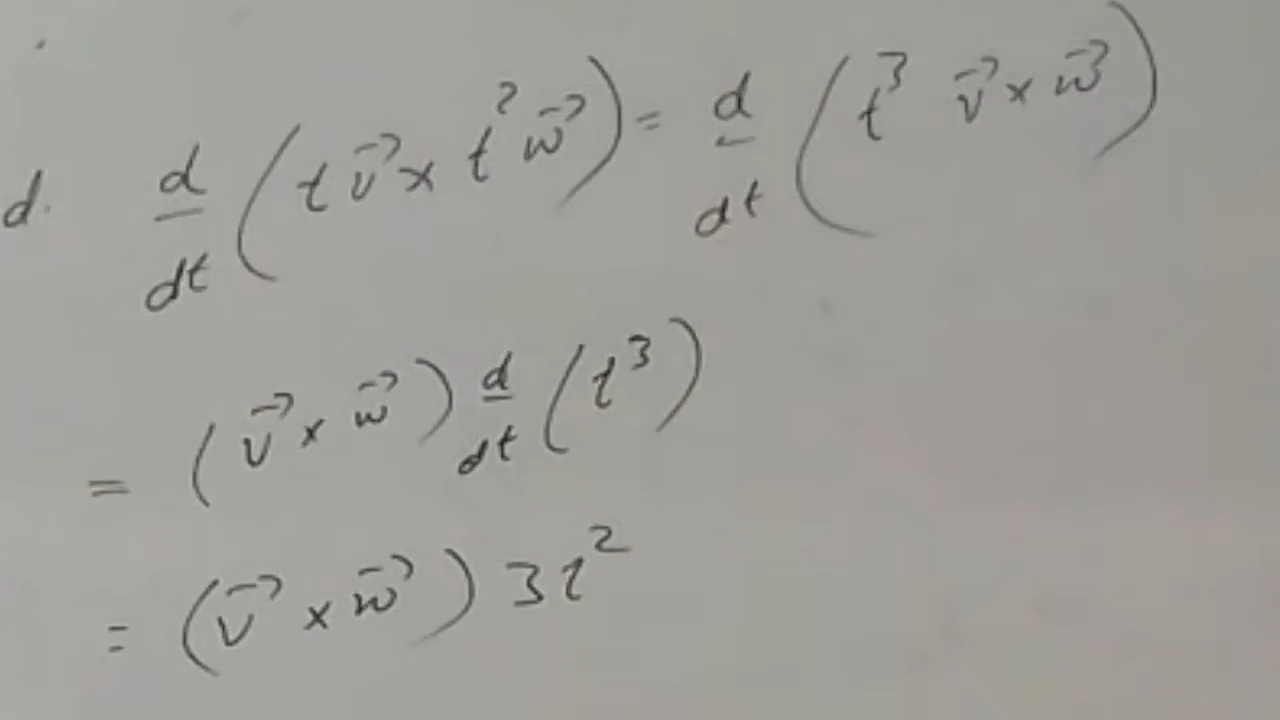 d. d/dt (t v⃗ × t² w⃗) = d/dt (t³ v⃗ × w⃗)
= (v⃗ × w⃗) d/dt (t³)
= (v⃗ × w⃗) 3t²